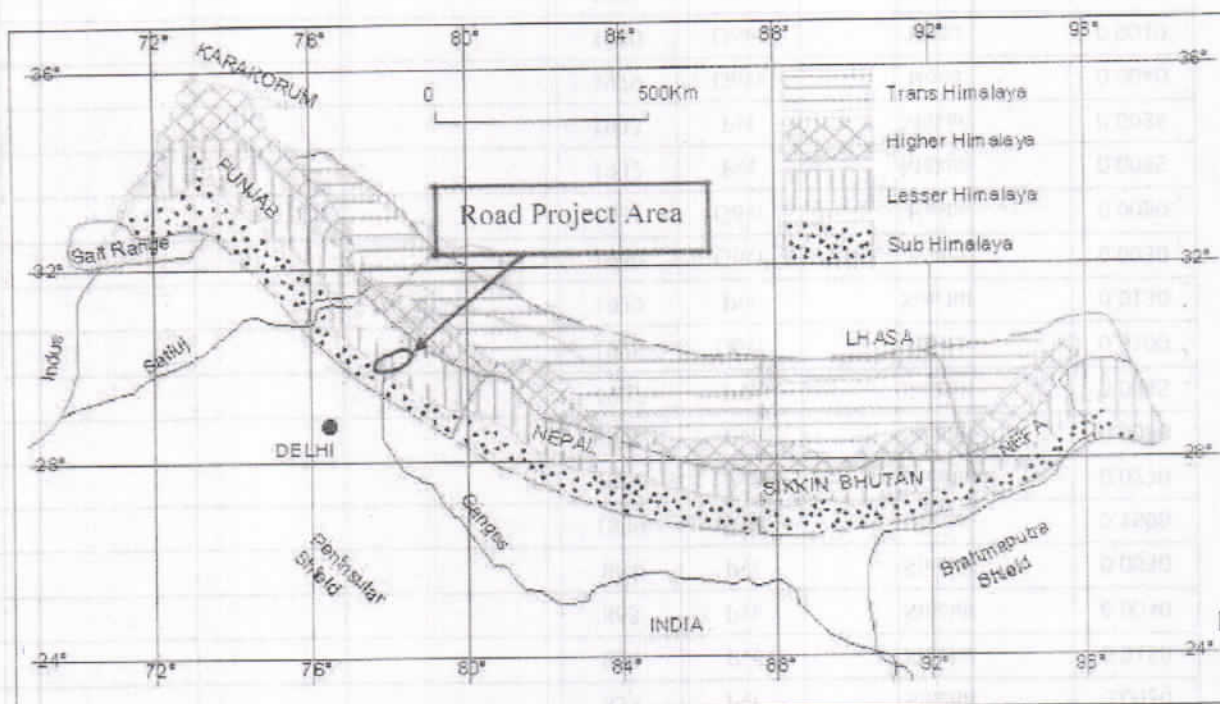 72° 76° 80° 84° 88° 92° 96°
36° 36°
KARAKORUM
0 500Km
Trans Himalaya
Higher Himalaya
Lesser Himalaya
Sub Himalaya
PUNJAB
Road Project Area
Salt Range
32° 32°
Indus
Satluj
LHASA
DELHI
NEPAL
NEFA
28° 28°
SIKKIN BHUTAN
Ganges
Peninsular
Shield
Brahmaputra
Shield
INDIA
24° 24°
72° 76° 80° 84° 88° 92° 96°